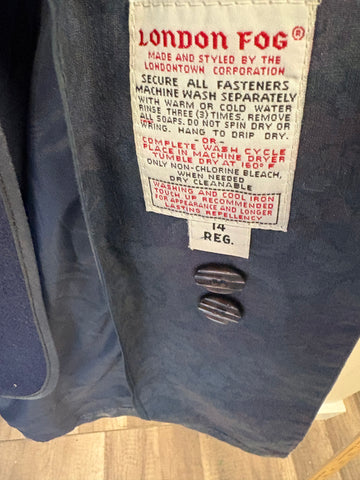 LONDON FOG®
MADE AND STYLED BY THE
LONDONTOWN CORPORATION
SECURE ALL FASTENERS
MACHINE WASH SEPARATELY
WITH WARM OR COLD WATER
RINSE THREE (3) TIMES. REMOVE
ALL SOAPS. DO NOT SPIN DRY OR
WRING. HANG TO DRIP DRY.
-OR-
COMPLETE WASH CYCLE
PLACE IN MACHINE DRYER
TUMBLE DRY AT 160°F
ONLY NON-CHLORINE BLEACH,
WHEN NEEDED
DRY CLEANABLE
WASHING AND COOL IRON
TOUCH UP RECOMMENDED
FOR APPEARANCE AND LONGER
LASTING REPELLENCY
14
REG.